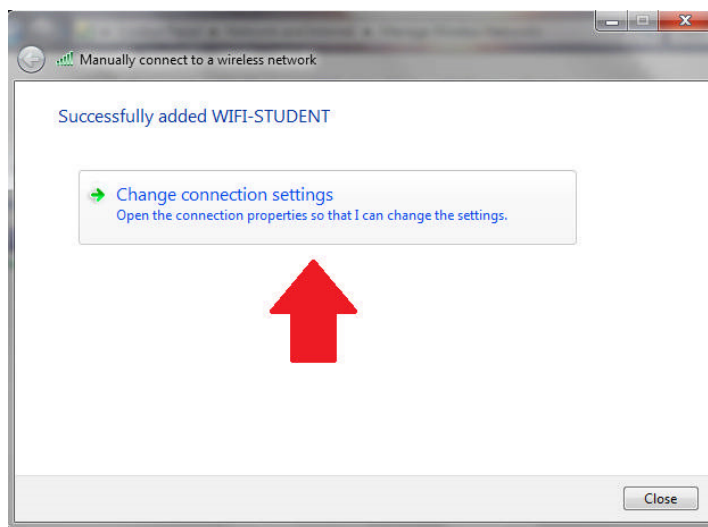 Manually connect to a wireless network
Successfully added WIFI-STUDENT
Change connection settings
Open the connection properties so that I can change the settings.
Close